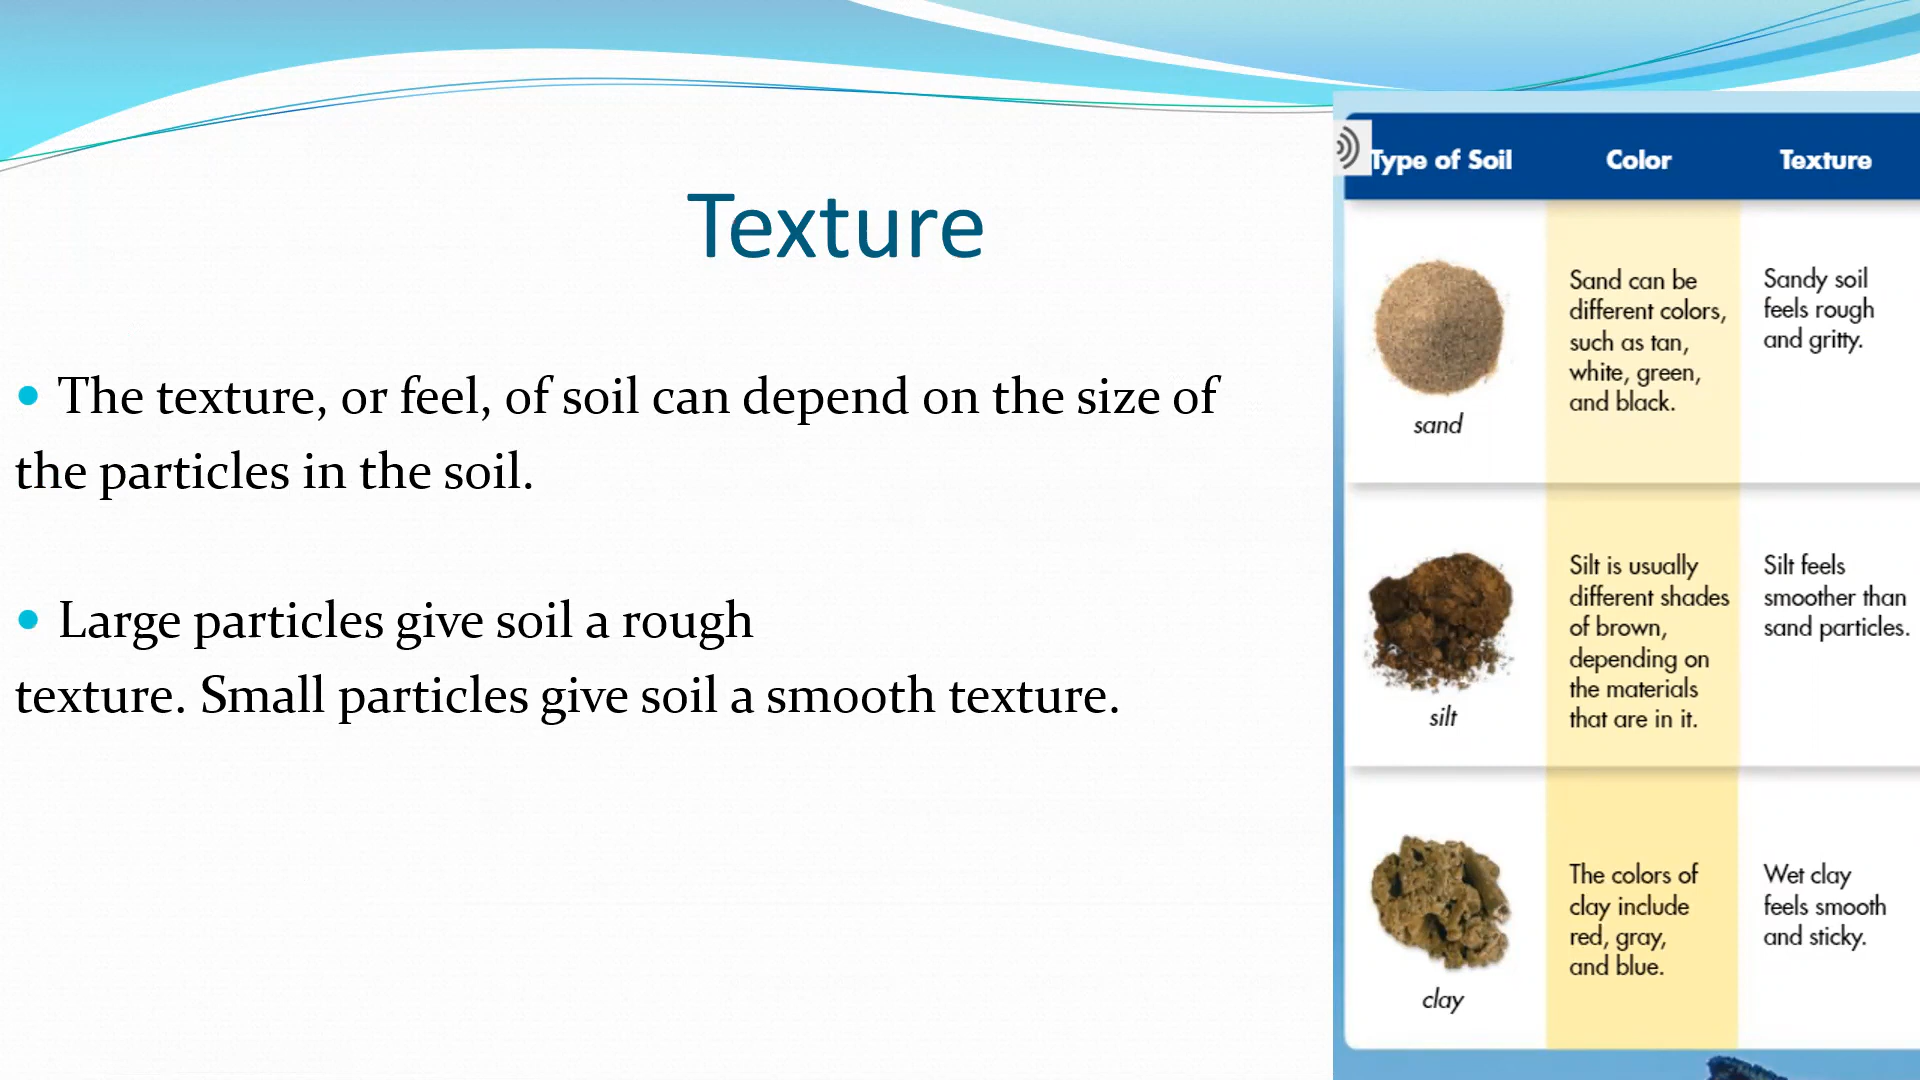 Texture
• The texture, or feel, of soil can depend on the size of
the particles in the soil.
• Large particles give soil a rough
texture. Small particles give soil a smooth texture.
Type of Soil
Color
Texture
sand
Sand can be
different colors,
such as tan,
white, green,
and black.
Sandy soil
feels rough
and gritty.
silt
Silt is usually
different shades
of brown,
depending on
the materials
that are in it.
Silt feels
smoother than
sand particles.
clay
The colors of
clay include
red, gray,
and blue.
Wet clay
feels smooth
and sticky.